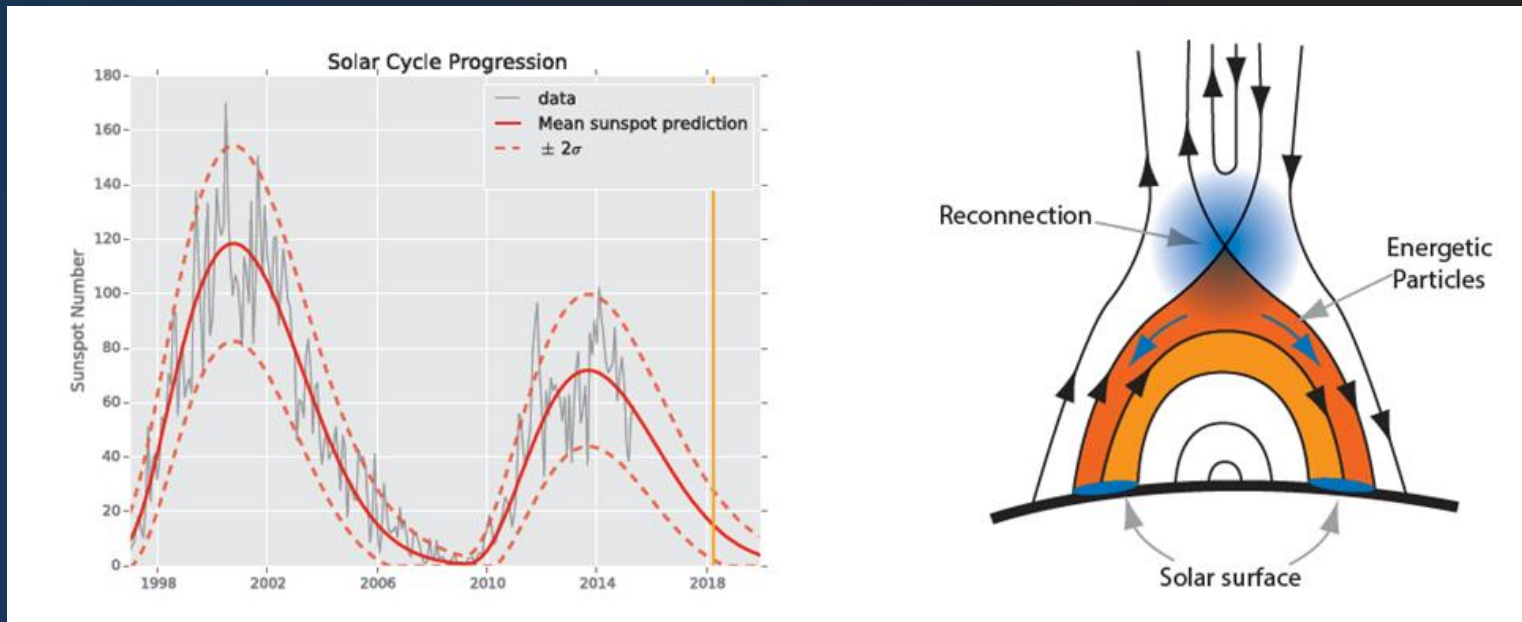 Solar Cycle Progression
180
160
140
120
100
80
60
40
20
0
Sunspot Number
data
Mean sunspot prediction
± 2σ
1998 2002 2006 2010 2014 2018
Reconnection
Energetic
Particles
Solar surface